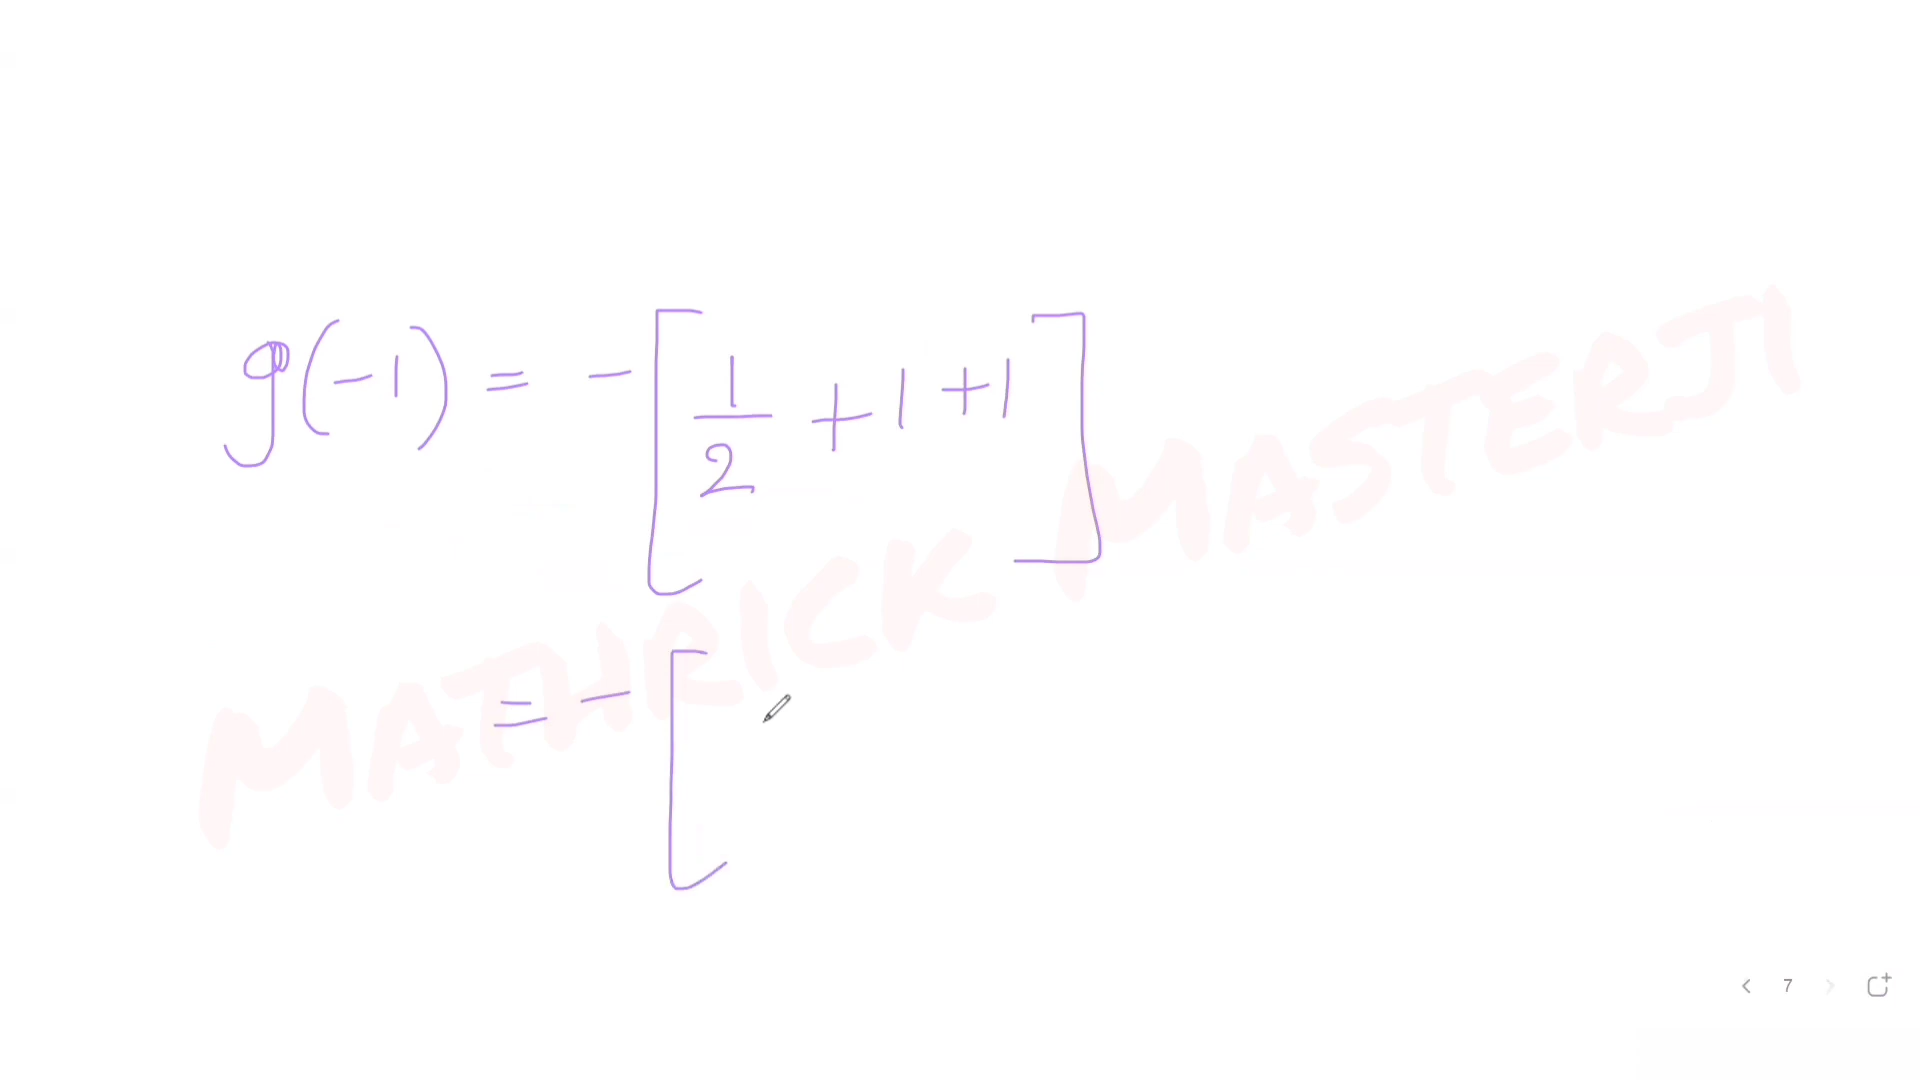 g(-1) = - [ 1/2 + 1 + 1 ]
= - [
MATHRICK MASTERJI
7